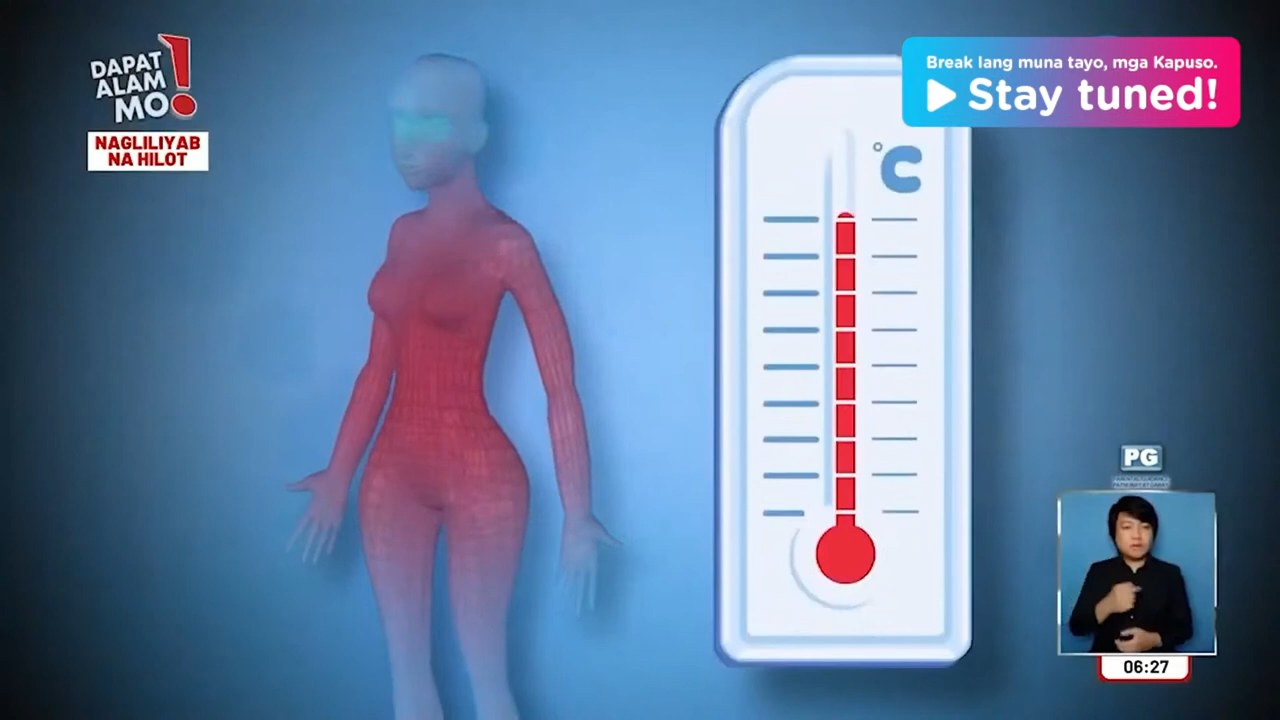 DAPAT
ALAM
MO!
NAGLILIYAB
NA HILOT
Break lang muna tayo, mga Kapuso.
Stay tuned!
°C
PG
06:27